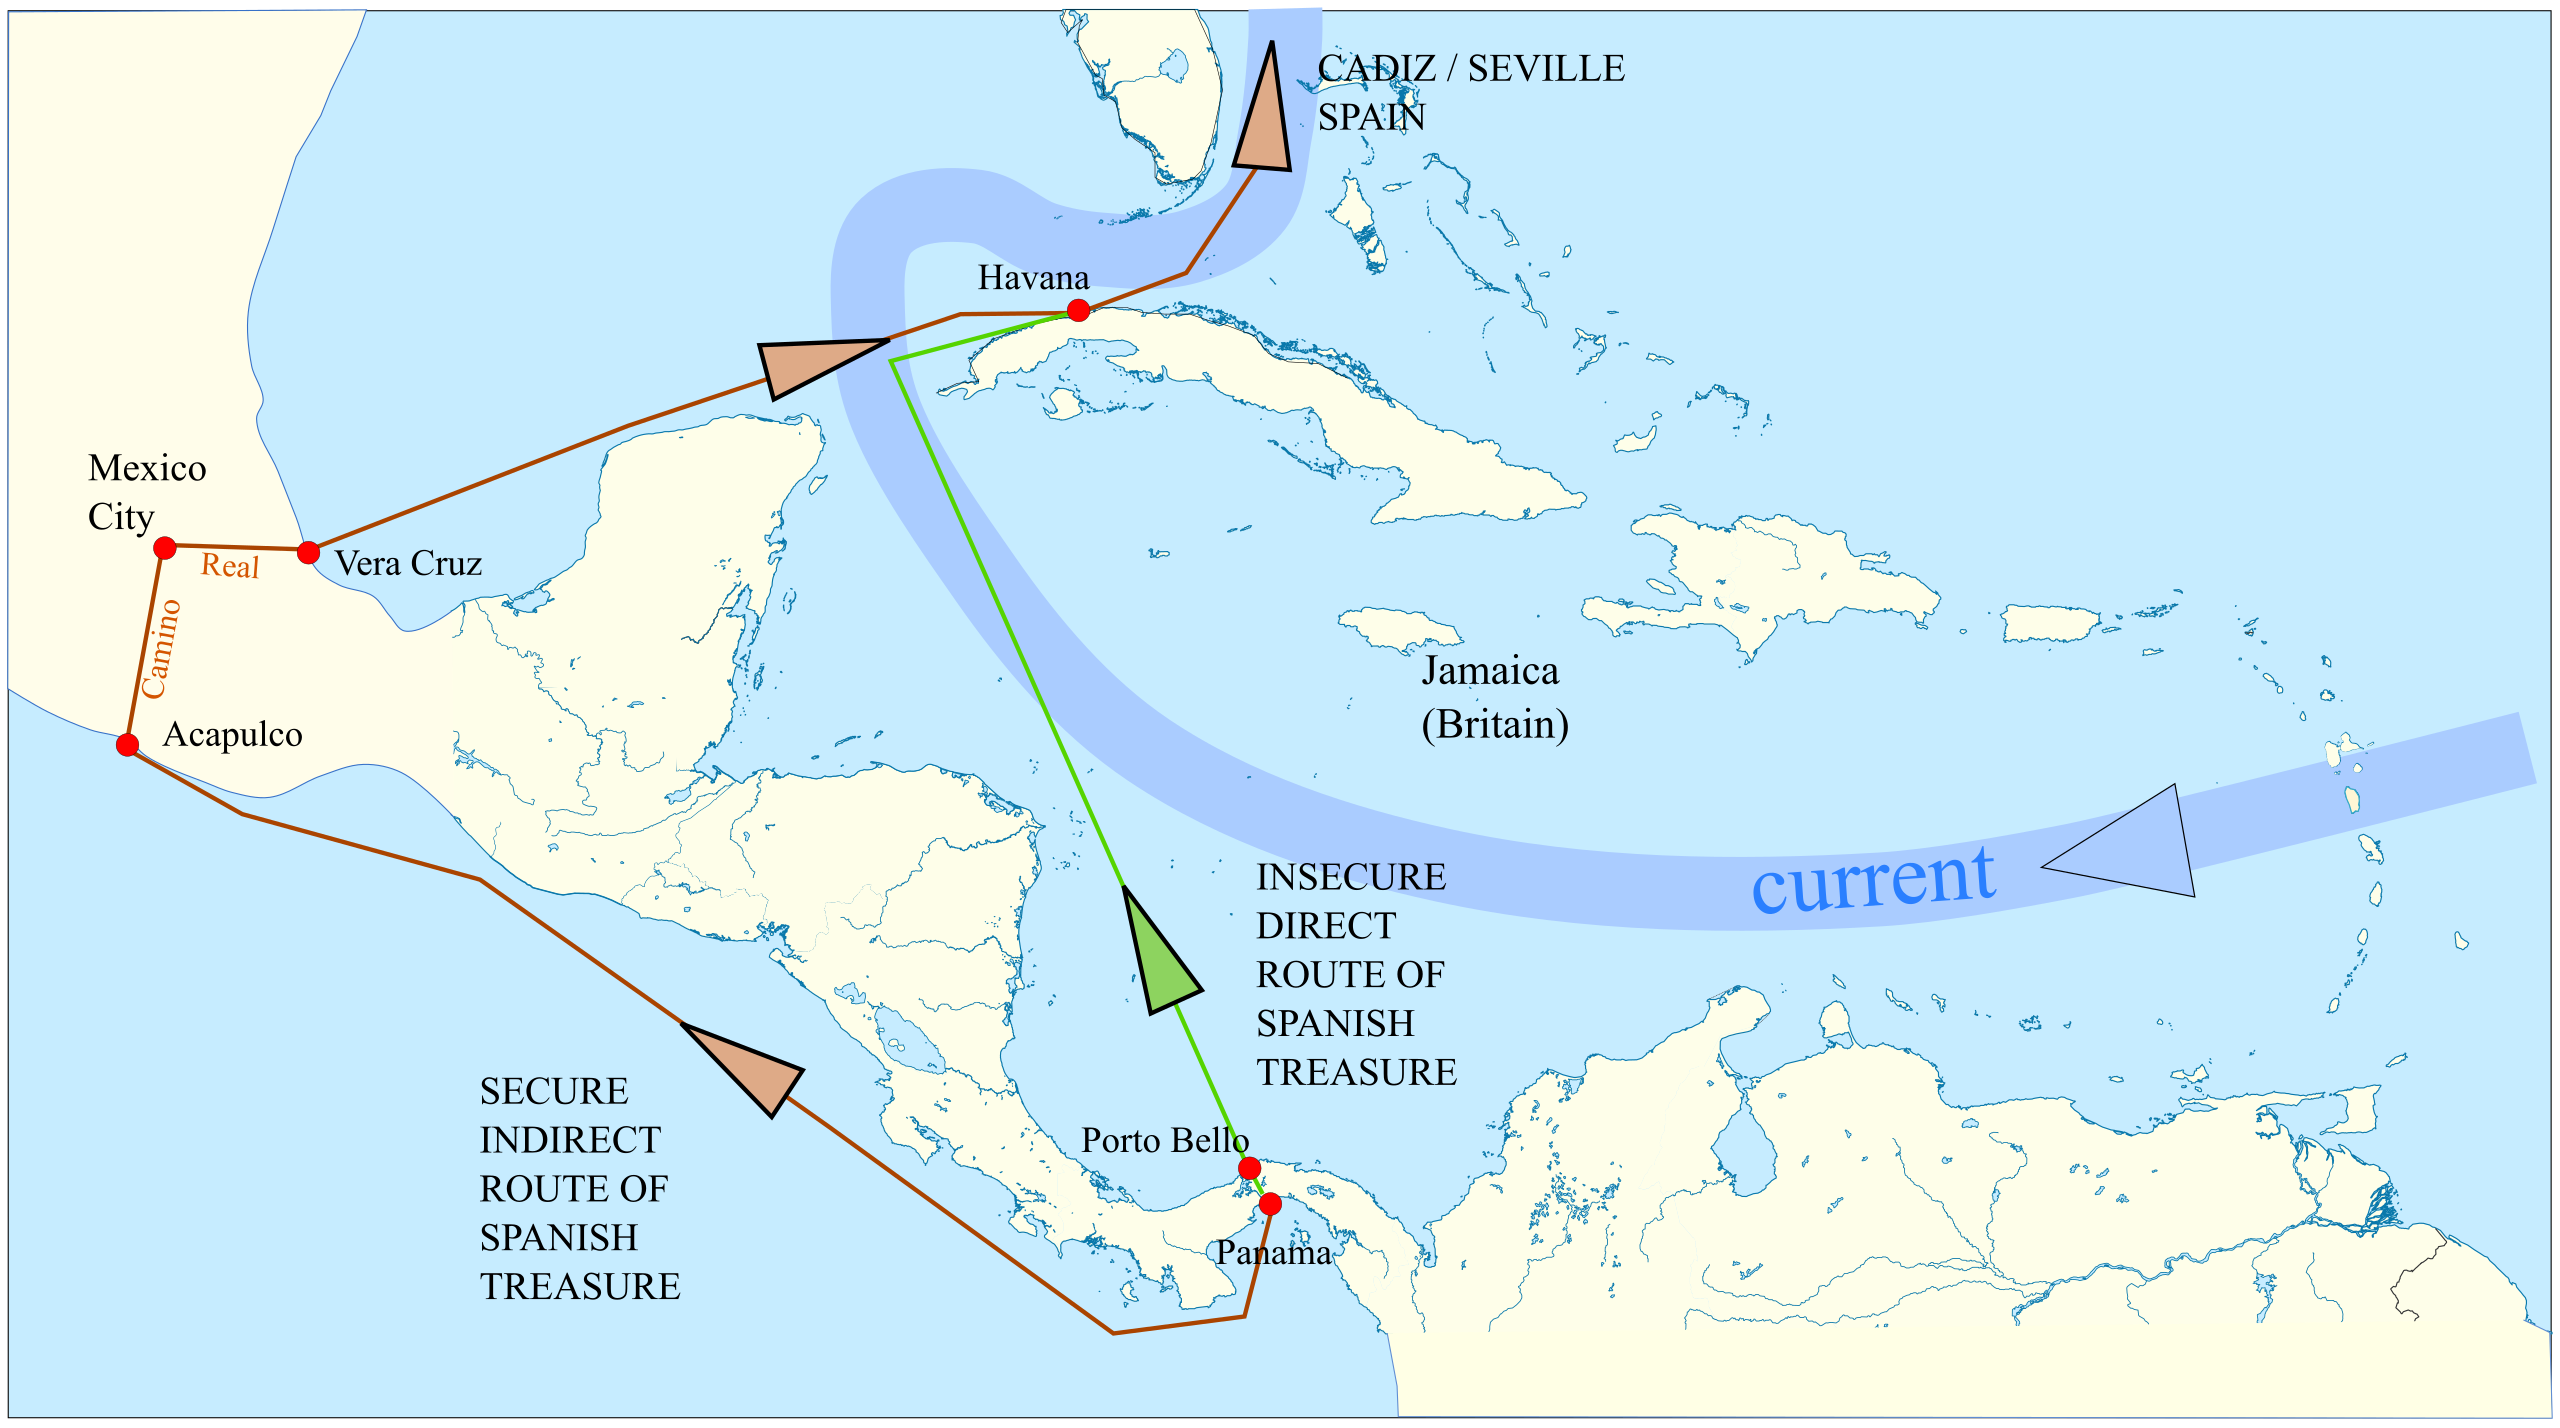 CADIZ / SEVILLE
SPAIN
Havana
Mexico
City
Real
Vera Cruz
Camino
Acapulco
Jamaica
(Britain)
current
INSECURE
DIRECT
ROUTE OF
SPANISH
TREASURE
SECURE
INDIRECT
ROUTE OF
SPANISH
TREASURE
Porto Bello
Panama